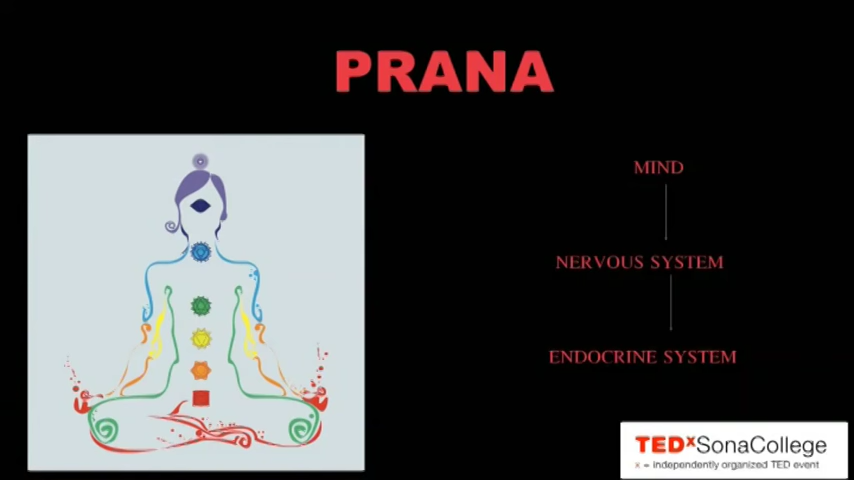 PRANA
MIND
NERVOUS SYSTEM
ENDOCRINE SYSTEM
TEDxSonaCollege
x = independently organized TED event